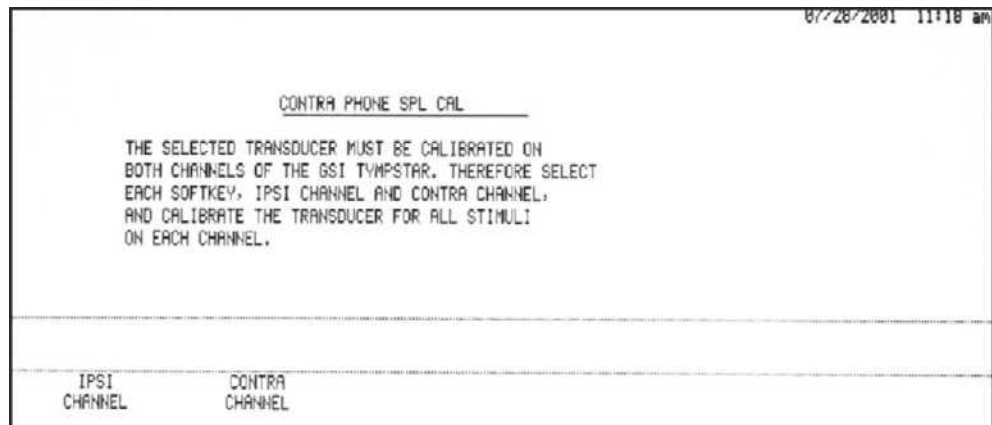 07/28/2001 11:18 am
CONTRA PHONE SPL CAL
THE SELECTED TRANSDUCER MUST BE CALIBRATED ON
BOTH CHANNELS OF THE GSI TYMPSTAR. THEREFORE SELECT
EACH SOFTKEY, IPSI CHANNEL AND CONTRA CHANNEL,
AND CALIBRATE THE TRANSDUCER FOR ALL STIMULI
ON EACH CHANNEL.
IPSI CONTRA
CHANNEL CHANNEL